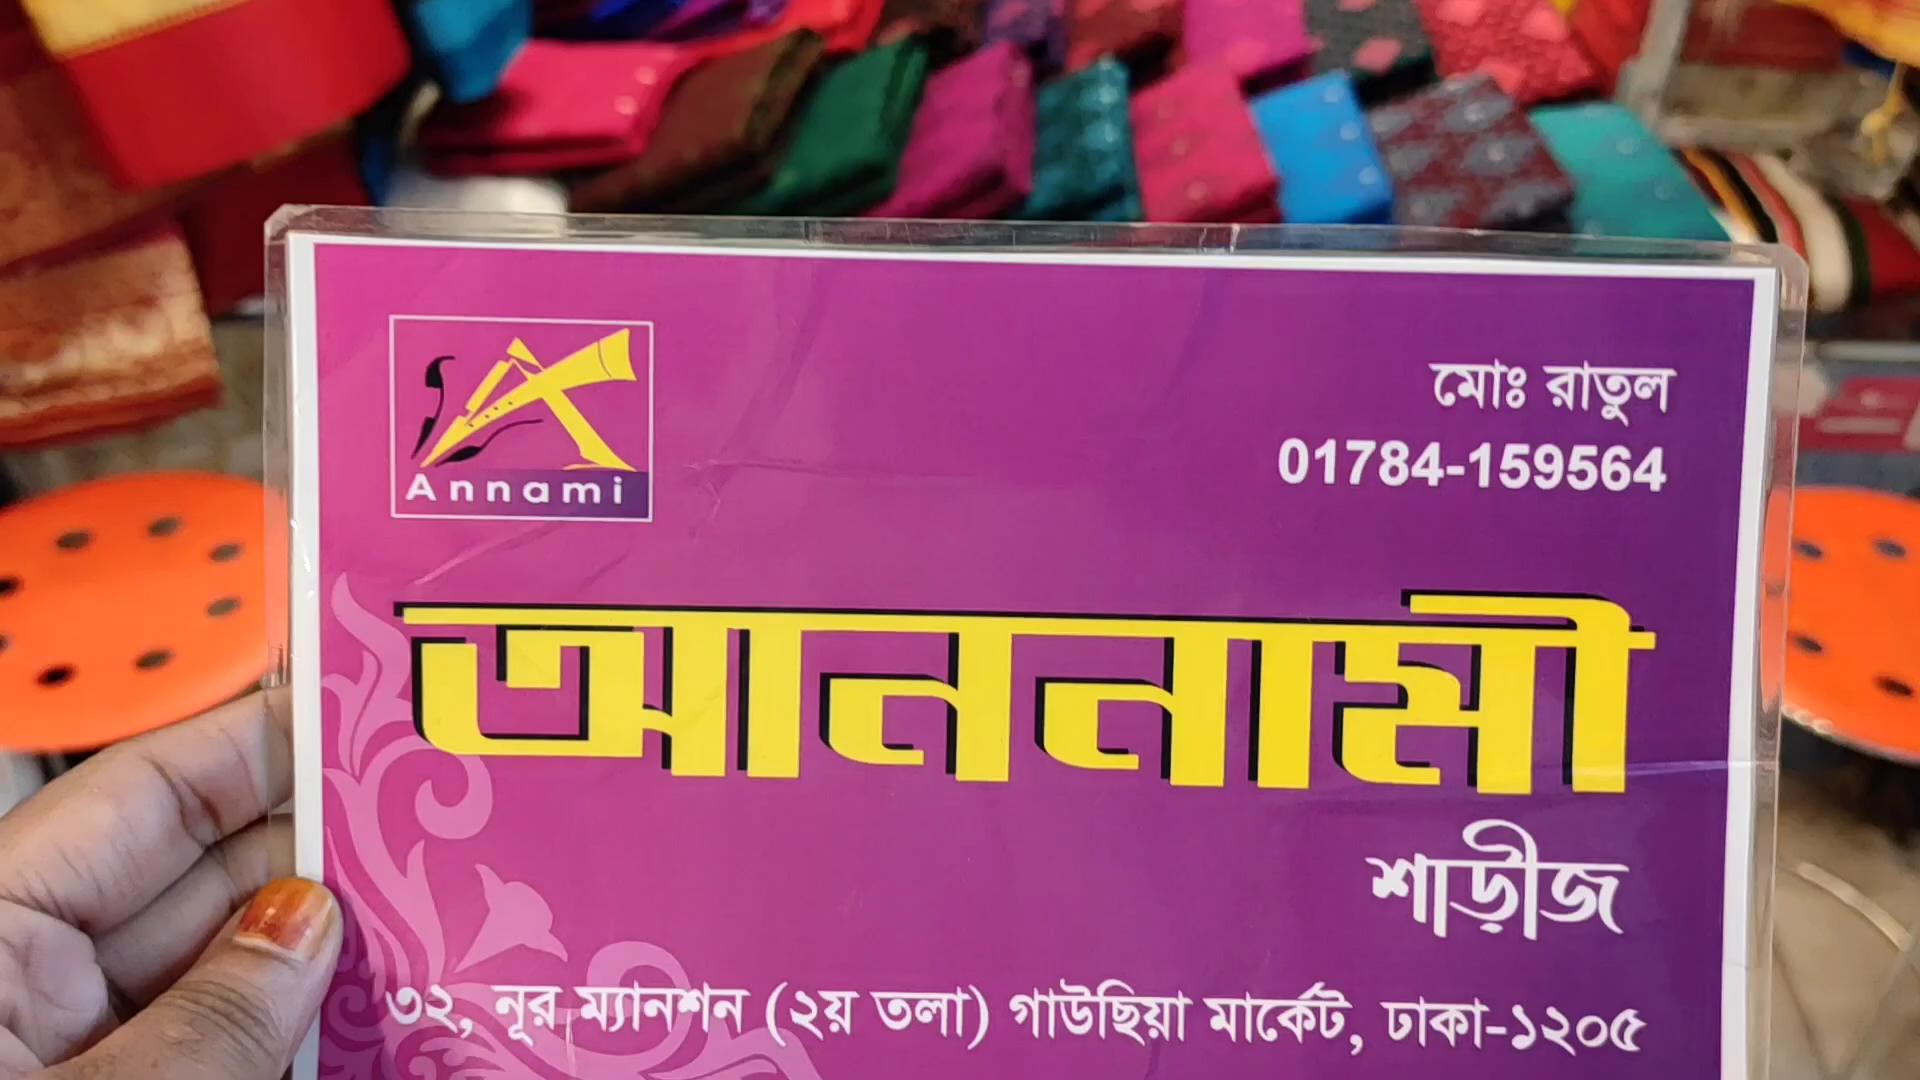 Annami
মোঃ রাতুল
01784-159564
আননামী
শাড়ীজ
৩২, নূর ম্যানশন (২য় তলা) গাউছিয়া মার্কেট, ঢাকা-১২০৫